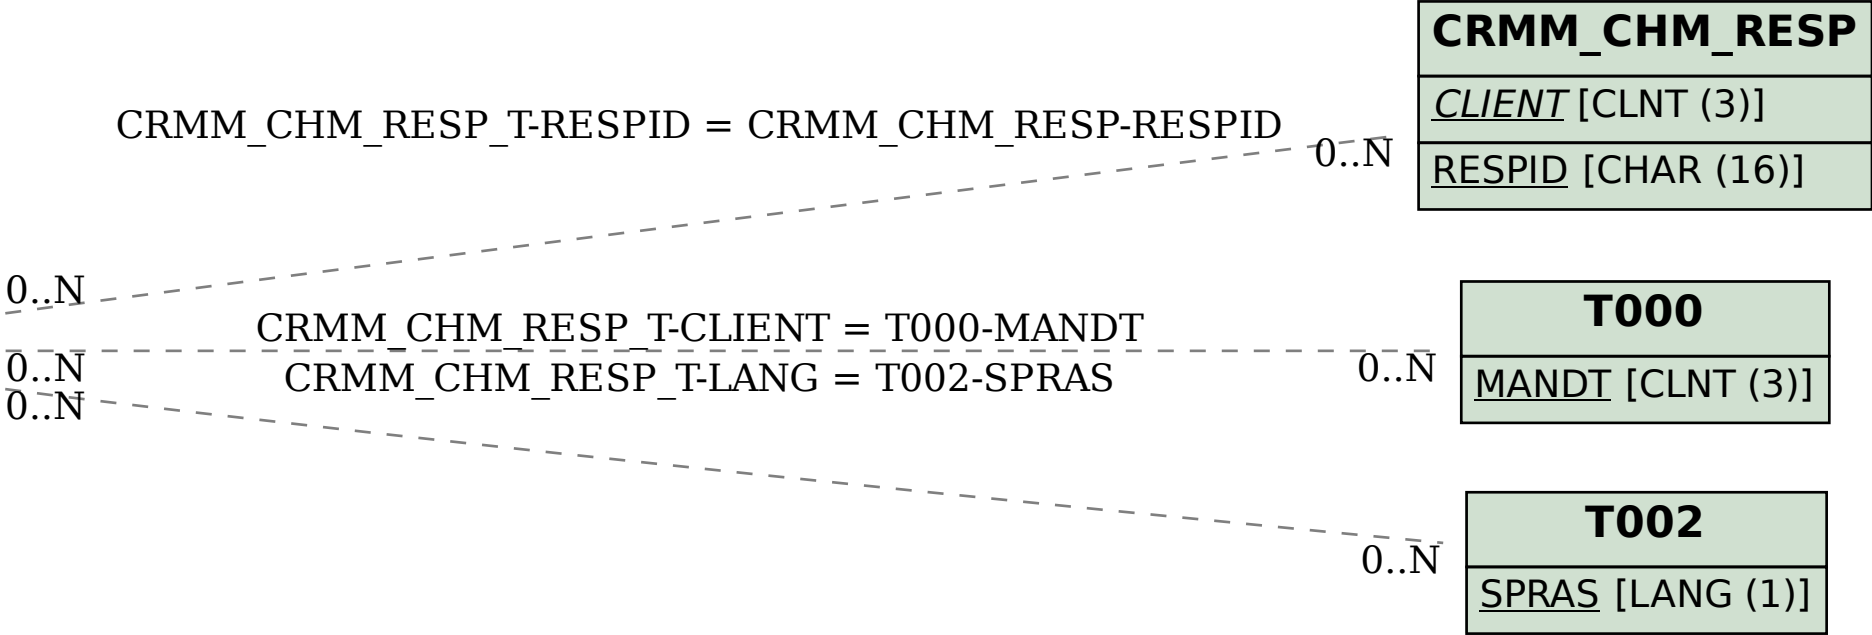 CRMM_CHM_RESP
CLIENT [CLNT (3)]
RESPID [CHAR (16)]
CRMM_CHM_RESP_T-RESPID = CRMM_CHM_RESP-RESPID
0..N
0..N
T000
MANDT [CLNT (3)]
CRMM_CHM_RESP_T-CLIENT = T000-MANDT
0..N
0..N
CRMM_CHM_RESP_T-LANG = T002-SPRAS
0..N
0..N
T002
SPRAS [LANG (1)]